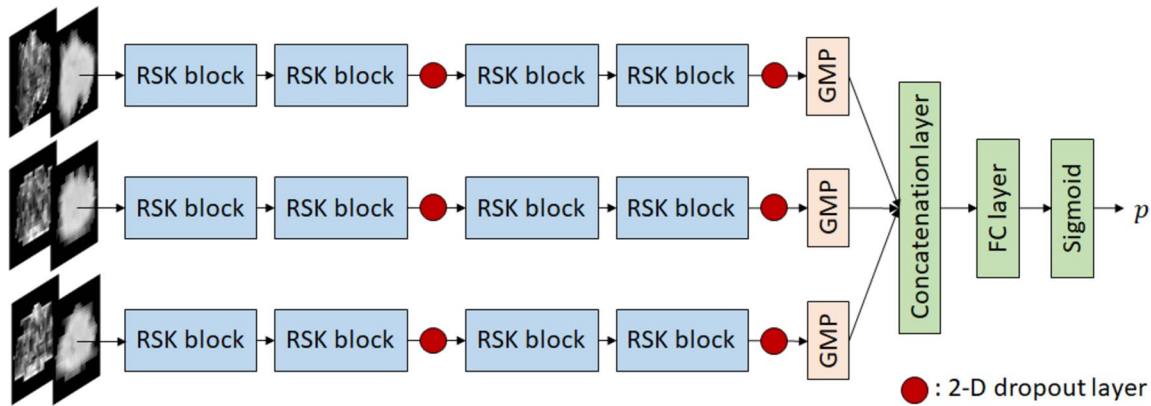 RSK block RSK block RSK block RSK block GMP
RSK block RSK block RSK block RSK block GMP
RSK block RSK block RSK block RSK block GMP
Concatenation layer
FC layer
Sigmoid
p
: 2-D dropout layer